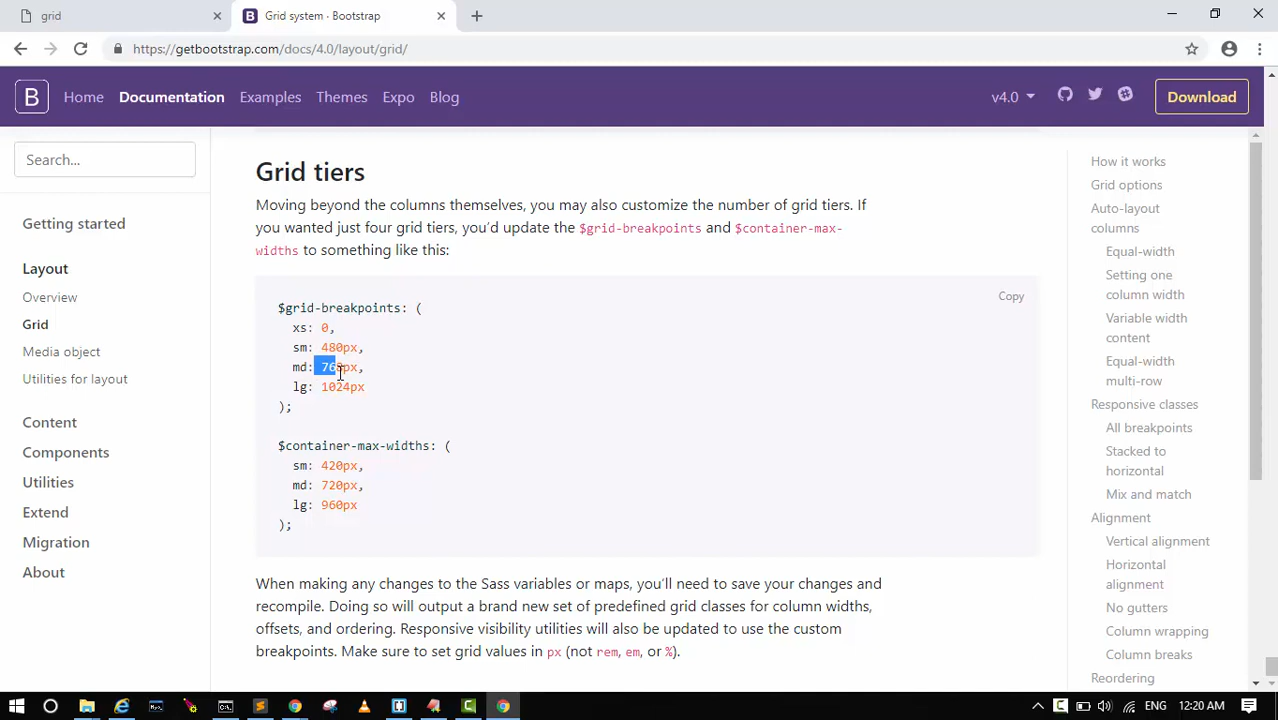 grid
Grid system · Bootstrap
https://getbootstrap.com/docs/4.0/layout/grid/
B
Home
Documentation
Examples
Themes
Expo
Blog
v4.0
Download
Search...
Getting started
Layout
Overview
Grid
Media object
Utilities for layout
Content
Components
Utilities
Extend
Migration
About
Grid tiers
Moving beyond the columns themselves, you may also customize the number of grid tiers. If
you wanted just four grid tiers, you'd update the $grid-breakpoints and $container-max-
widths to something like this:
Copy
$grid-breakpoints: (
xs: 0,
sm: 480px,
md: 768px,
lg: 1024px
);
$container-max-widths: (
sm: 420px,
md: 720px,
lg: 960px
);
When making any changes to the Sass variables or maps, you'll need to save your changes and
recompile. Doing so will output a brand new set of predefined grid classes for column widths,
offsets, and ordering. Responsive visibility utilities will also be updated to use the custom
breakpoints. Make sure to set grid values in px (not rem, em, or %).
How it works
Grid options
Auto-layout
columns
Equal-width
Setting one
column width
Variable width
content
Equal-width
multi-row
Responsive classes
All breakpoints
Stacked to
horizontal
Mix and match
Alignment
Vertical alignment
Horizontal
alignment
No gutters
Column wrapping
Column breaks
Reordering
ENG
12:20 AM